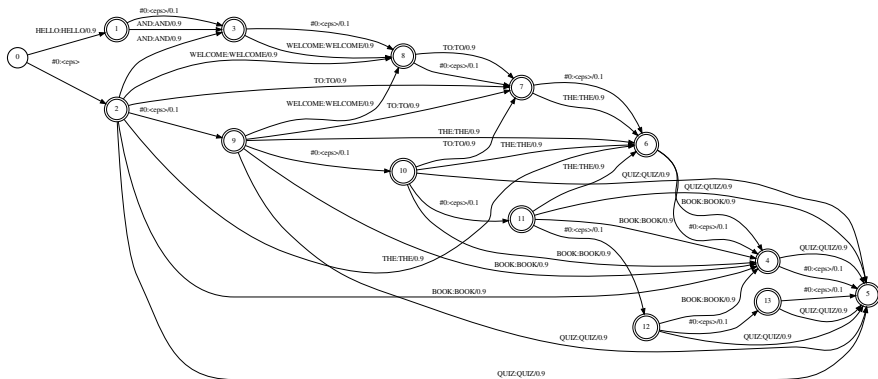 0
HELLO:HELLO/0.9
#0:<eps>
1
#0:<eps>/0.1
AND:AND/0.9
AND:AND/0.9
2
WELCOME:WELCOME/0.9
TO:TO/0.9
#0:<eps>/0.1
THE:THE/0.9
BOOK:BOOK/0.9
QUIZ:QUIZ/0.9
3
#0:<eps>/0.1
WELCOME:WELCOME/0.9
9
WELCOME:WELCOME/0.9
TO:TO/0.9
THE:THE/0.9
#0:<eps>/0.1
BOOK:BOOK/0.9
QUIZ:QUIZ/0.9
8
TO:TO/0.9
#0:<eps>/0.1
10
TO:TO/0.9
THE:THE/0.9
QUIZ:QUIZ/0.9
#0:<eps>/0.1
BOOK:BOOK/0.9
7
#0:<eps>/0.1
THE:THE/0.9
11
THE:THE/0.9
QUIZ:QUIZ/0.9
BOOK:BOOK/0.9
#0:<eps>/0.1
6
BOOK:BOOK/0.9
#0:<eps>/0.1
12
BOOK:BOOK/0.9
#0:<eps>/0.1
QUIZ:QUIZ/0.9
4
QUIZ:QUIZ/0.9
#0:<eps>/0.1
13
#0:<eps>/0.1
QUIZ:QUIZ/0.9
5